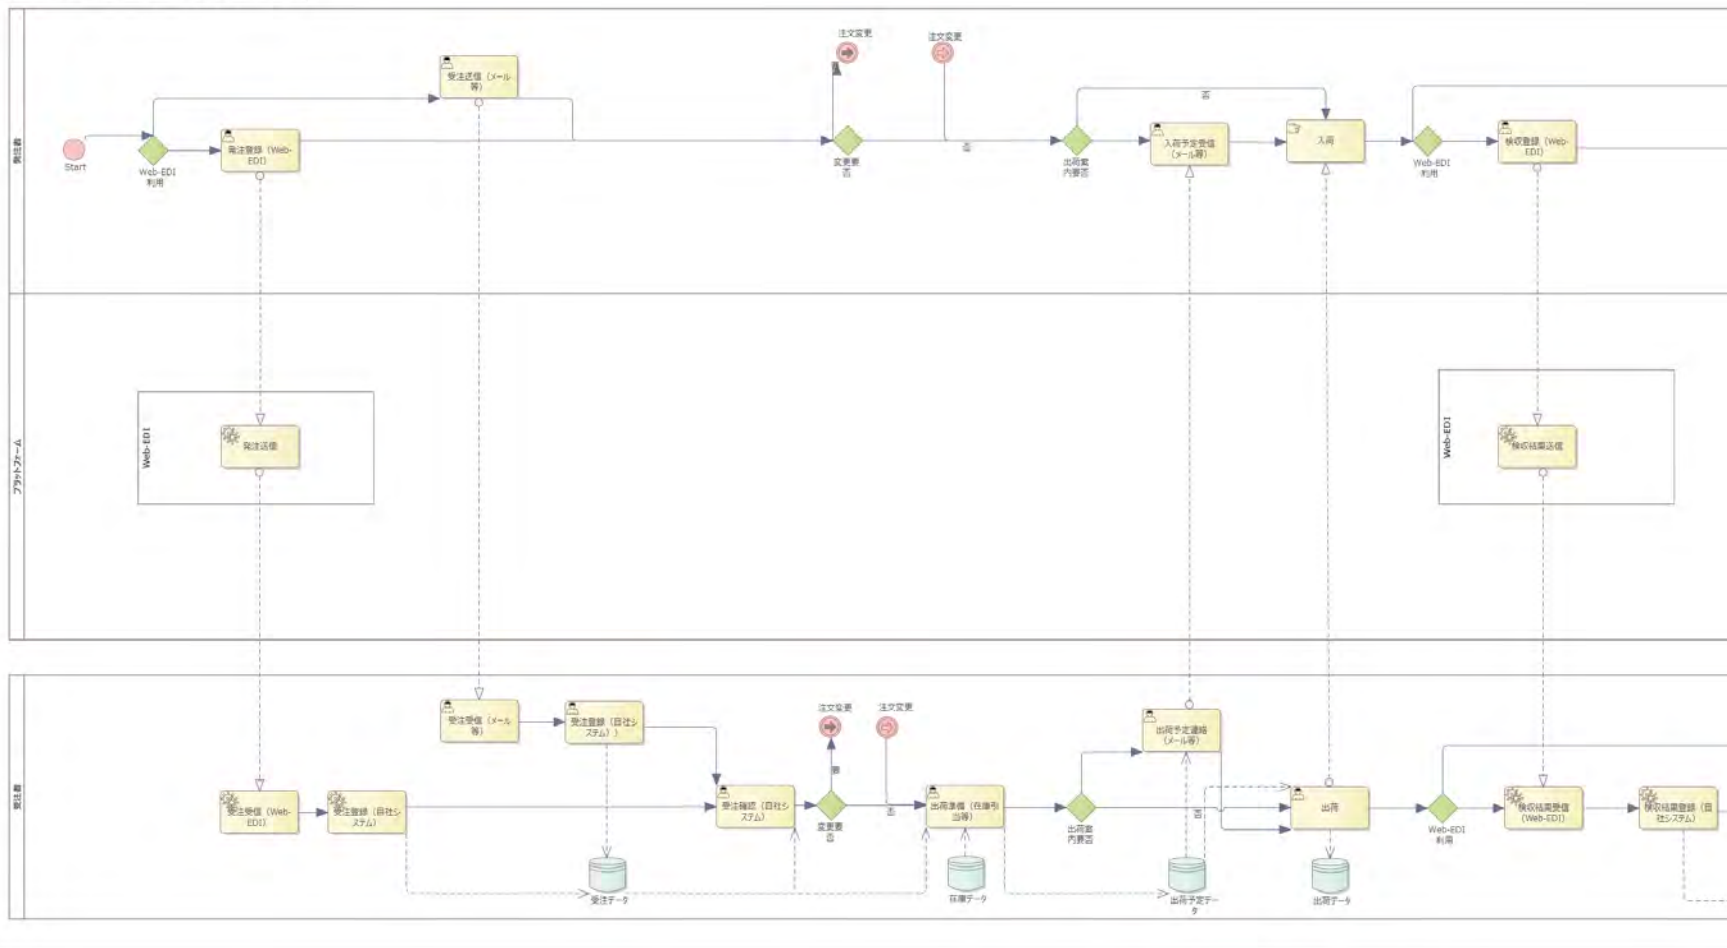 発注者
Start
Web-EDI
利用
発注登録（Web-
EDI）
受注送信（メール
等）
注文変更
変更要
否
注文変更
否
出荷案
内要否
否
入荷予定受信
（メール等）
入荷
Web-EDI
利用
検収登録（Web-
EDI）
プラットフォーム
Web-EDI
発注送信
Web-EDI
検収結果送信
受注者
受注受信（Web-
EDI）
受注登録（自社シ
ステム）
受注受信（メール
等）
受注登録（自社シ
ステム））
受注データ
受注確認（自社シ
ステム）
注文変更
要
変更要
否
注文変更
否
出荷準備（在庫引
当等）
在庫データ
出荷案
内要否
出荷予定連絡
（メール等）
否
出荷予定デー
タ
出荷
出荷データ
Web-EDI
利用
検収結果受信
（Web-EDI）
検収結果登録（自
社システム）